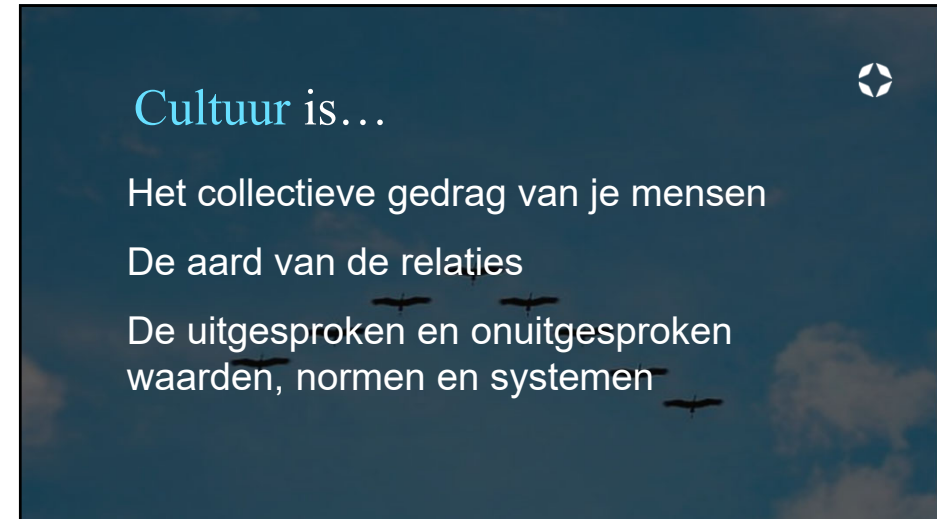 Cultuur is…
Het collectieve gedrag van je mensen
De aard van de relaties
De uitgesproken en onuitgesproken
waarden, normen en systemen